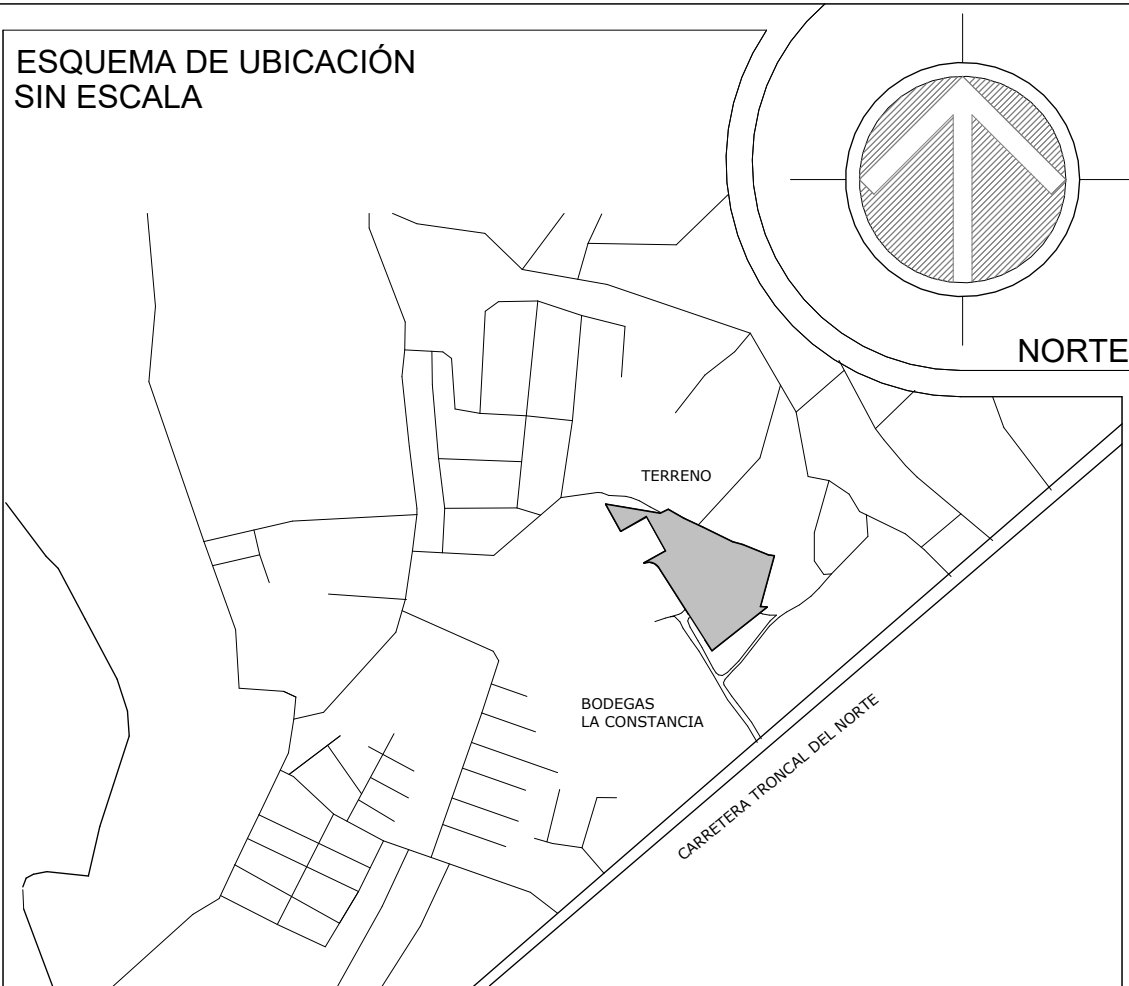 ESQUEMA DE UBICACIÓN
SIN ESCALA
NORTE
TERRENO
BODEGAS
LA CONSTANCIA
CARRETERA TRONCAL DEL NORTE